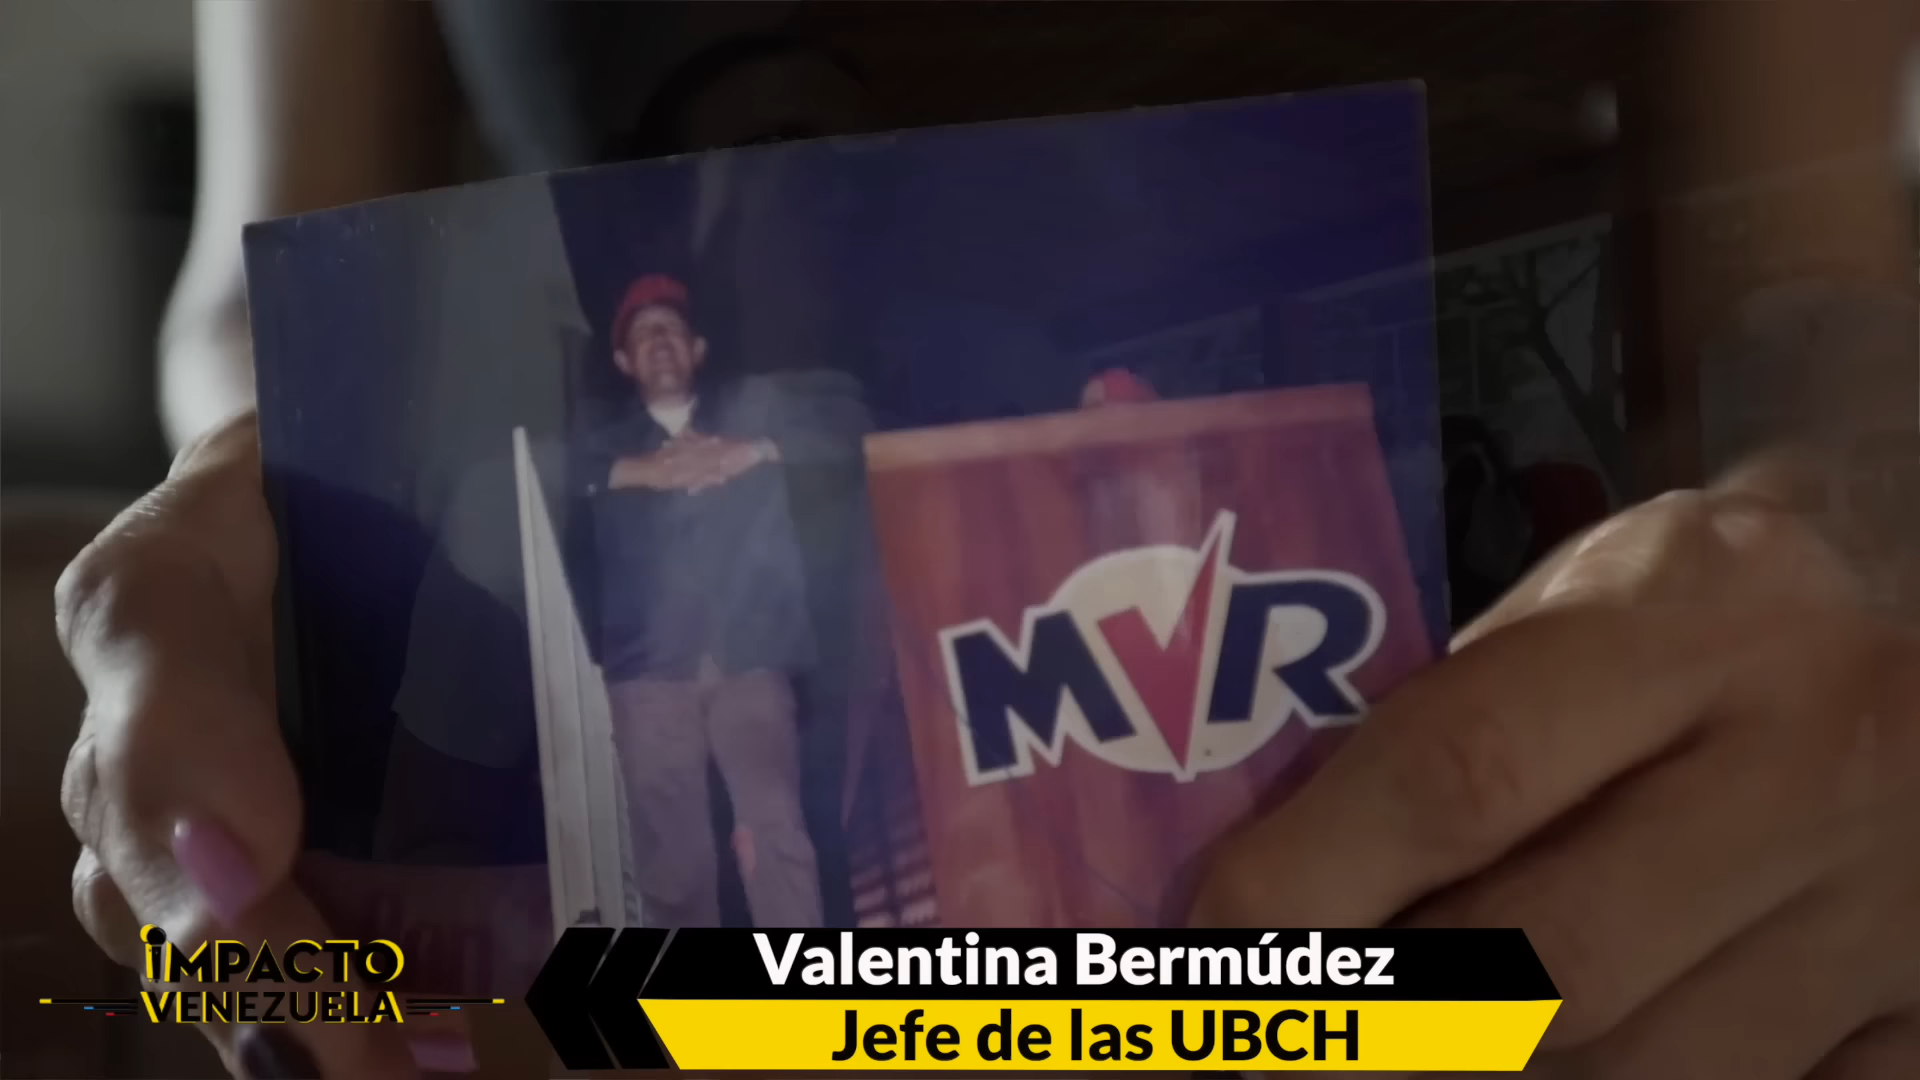 MVR
IMPACTO
VENEZUELA
Valentina Bermúdez
Jefe de las UBCH